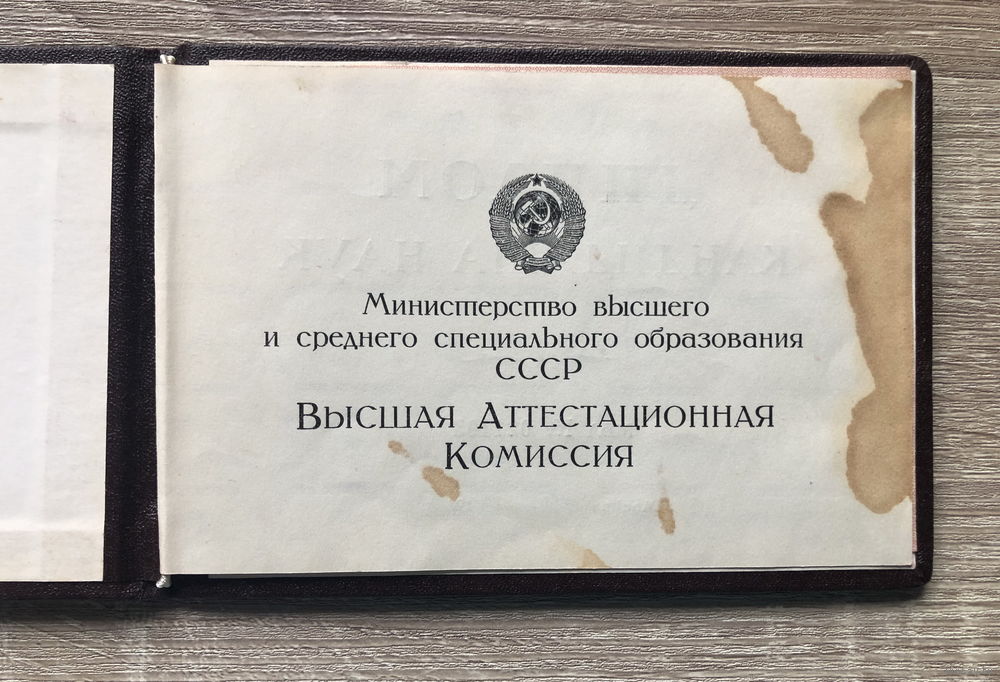 Министерство высшего
и среднего специального образования
СССР
Высшая Аттестационная
Комиссия